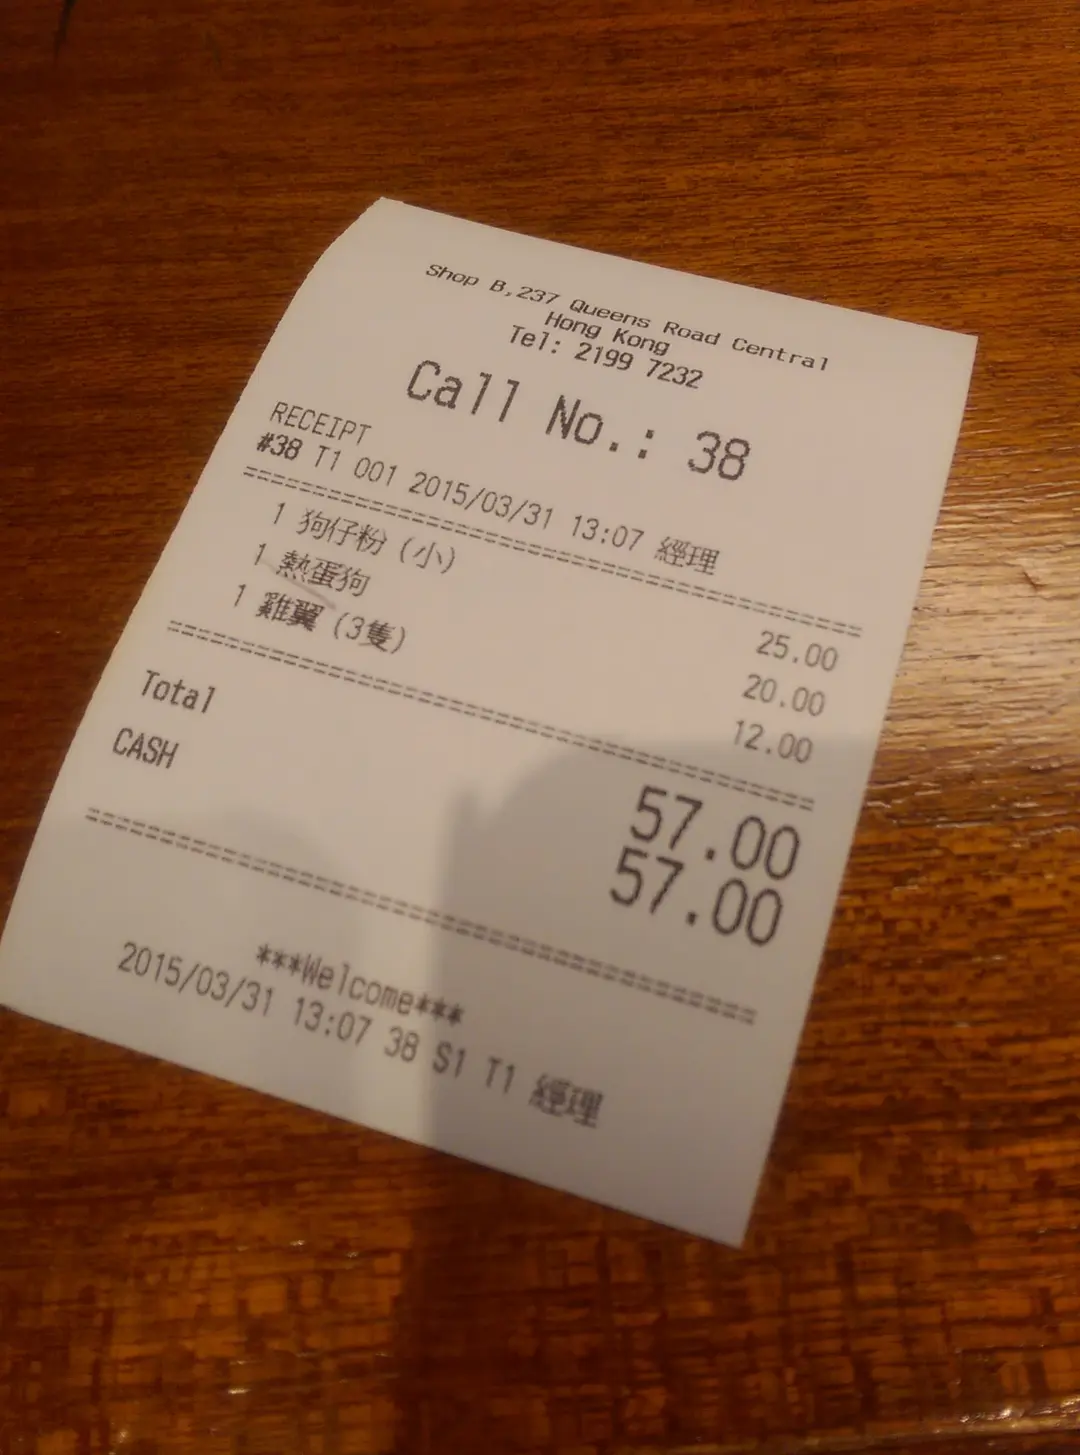 Shop B,237 Queens Road Central
Hong Kong
Tel: 2199 7232
Call No.: 38
RECEIPT
#38 T1 001 2015/03/31 13:07 經理
1 狗仔粉 (小) 25.00
1 熱蛋狗 20.00
1 雞翼 (3隻) 12.00
Total 57.00
CASH 57.00
***Welcome***
2015/03/31 13:07 38 S1 T1 經理